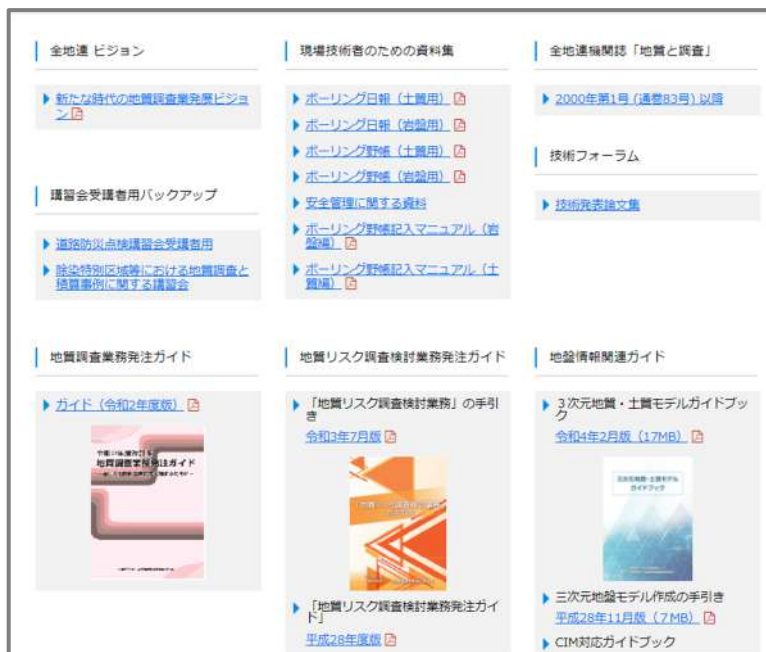 全地連 ビジョン
新たな時代の地質調査業発展ビジョ
ン
講習会受講者用バックアップ
道路防災点検講習会受講者用
除染特別区域等における地質調査と
積算事例に関する講習会
現場技術者のための資料集
ボーリング日報（土質用）
ボーリング日報（岩盤用）
ボーリング野帳（土質用）
ボーリング野帳（岩盤用）
安全管理に関する資料
ボーリング野帳記入マニュアル（岩
盤編）
ボーリング野帳記入マニュアル（土
質編）
全地連機関誌「地質と調査」
2000年第1号 (通巻83号) 以降
技術フォーラム
技術発表論文集
地質調査業務発注ガイド
ガイド（令和2年度版）
地質調査業務発注ガイド
地質リスク調査検討業務発注ガイド
「地質リスク調査検討業務」の手引
き
令和3年7月版
「地質リスク調査検討業務発注ガイ
ド」
平成28年度版
地盤情報関連ガイド
３次元地質・土質モデルガイドブッ
ク
令和4年2月版（17MB）
三次元地盤・土質モデル
ガイドブック
三次元地盤モデル作成の手引き
平成28年11月版（７MB）
CIM対応ガイドブック